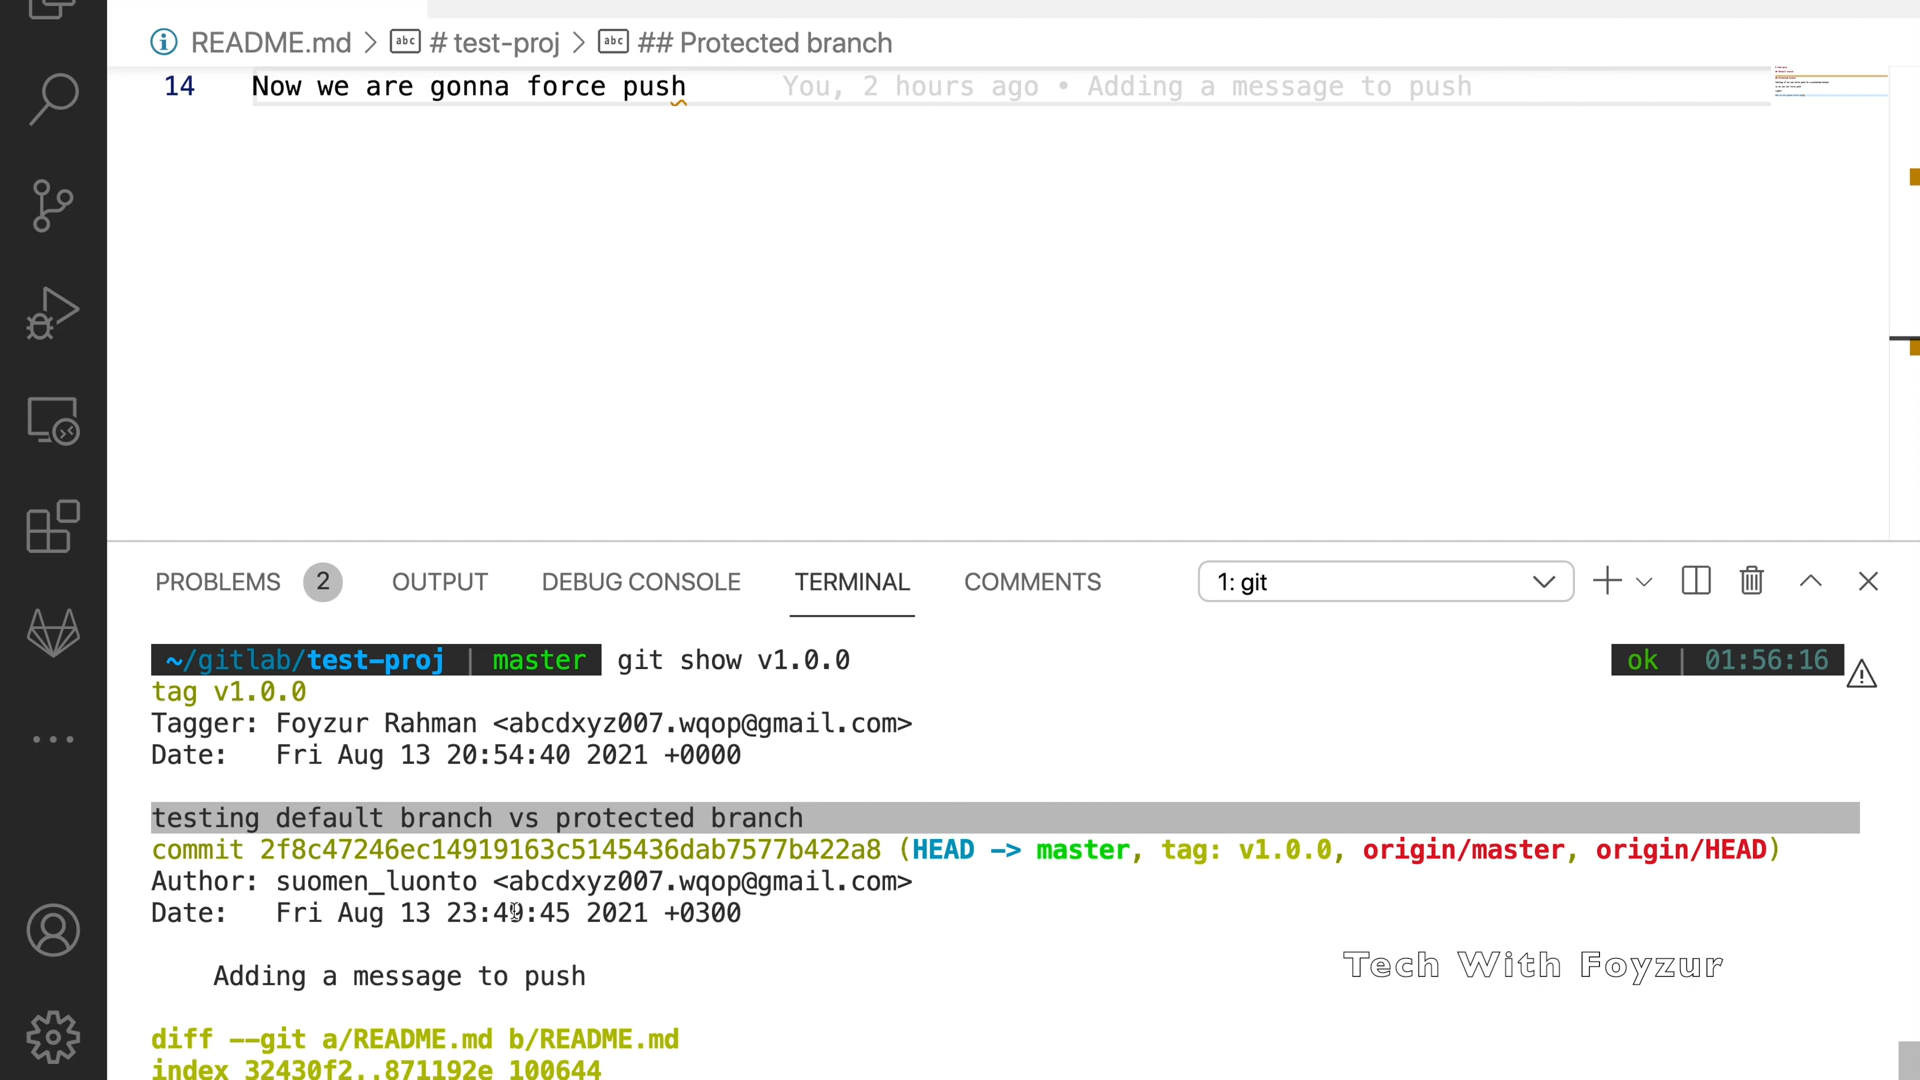 README.md > abc # test-proj > abc ## Protected branch
14 Now we are gonna force push You, 2 hours ago • Adding a message to push
PROBLEMS 2 OUTPUT DEBUG CONSOLE TERMINAL COMMENTS 1: git
~/gitlab/test-proj | master git show v1.0.0 ok | 01:56:16
tag v1.0.0
Tagger: Foyzur Rahman <abcdxyz007.wqop@gmail.com>
Date: Fri Aug 13 20:54:40 2021 +0000
testing default branch vs protected branch
commit 2f8c47246ec14919163c5145436dab7577b422a8 (HEAD -> master, tag: v1.0.0, origin/master, origin/HEAD)
Author: suomen_luonto <abcdxyz007.wqop@gmail.com>
Date: Fri Aug 13 23:49:45 2021 +0300
Adding a message to push
Tech With Foyzur
diff --git a/README.md b/README.md
index 32430f2..871192e 100644